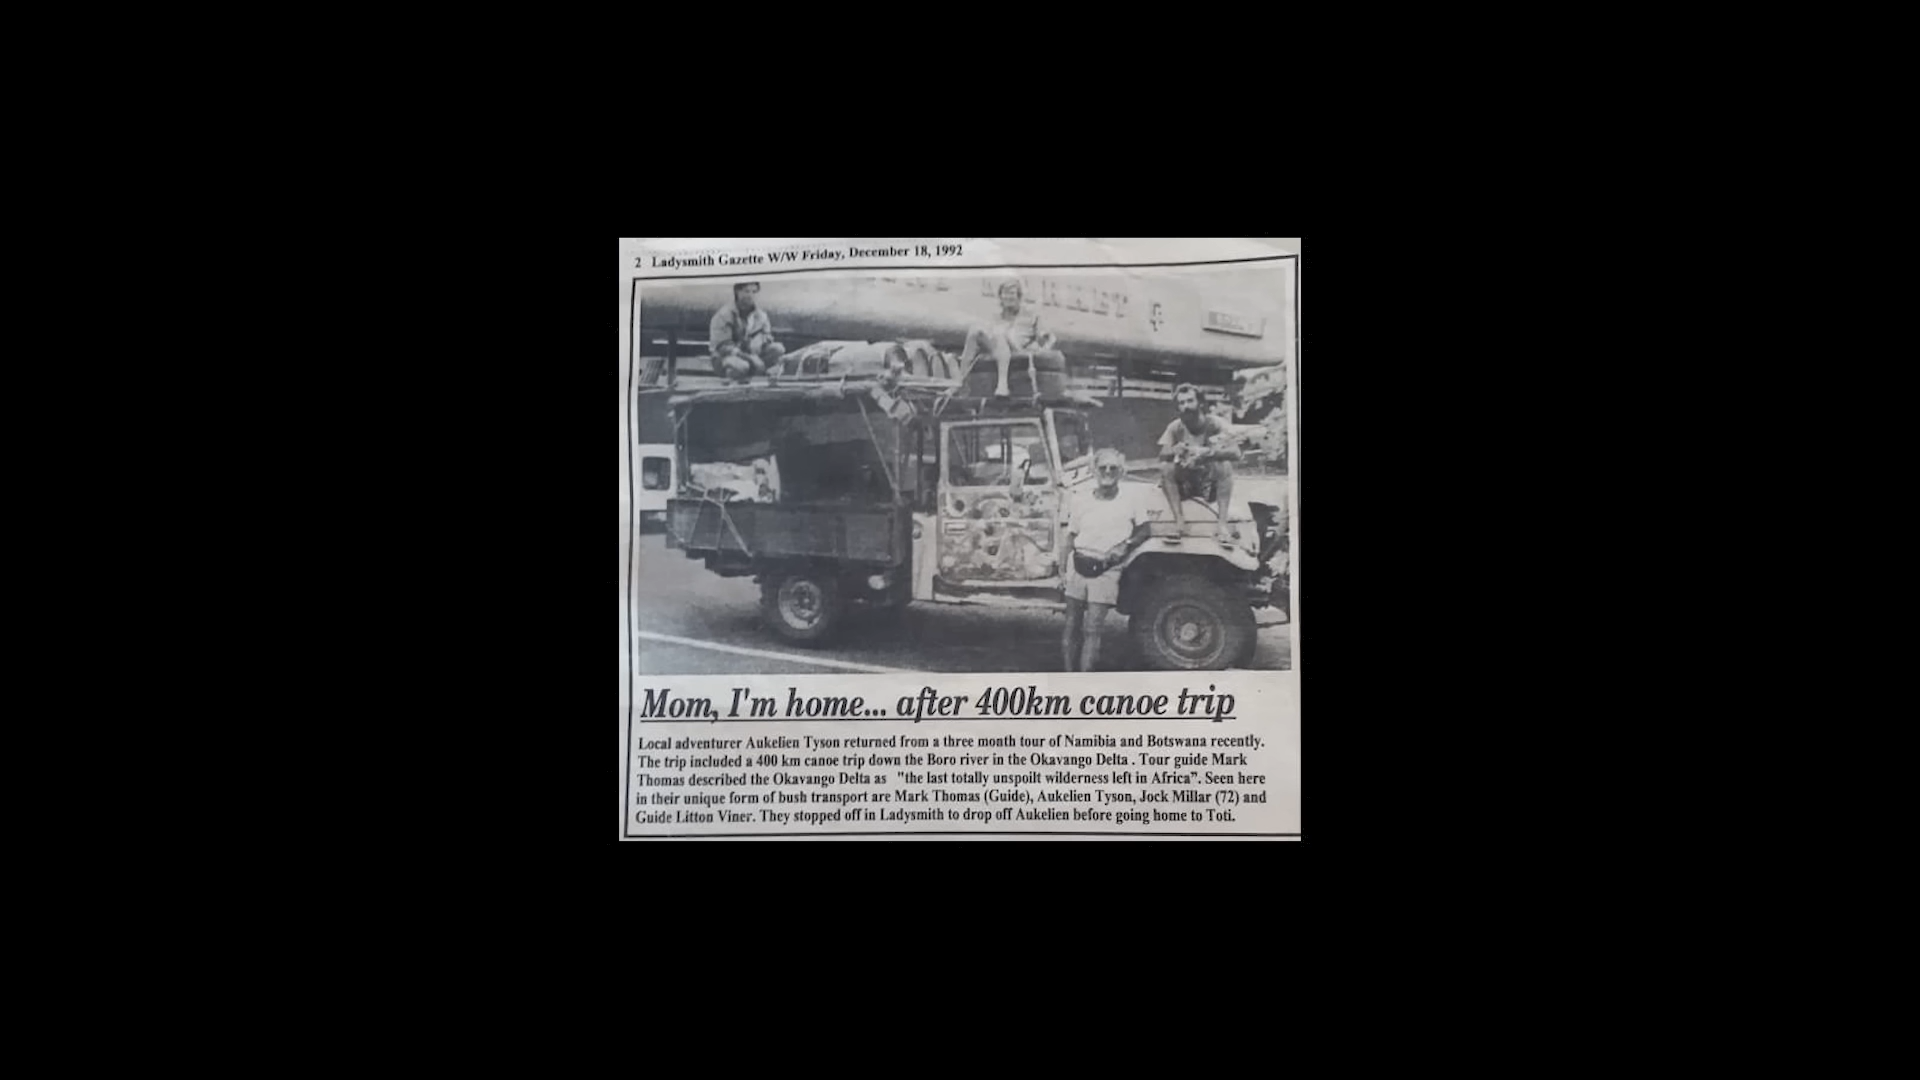 2 Ladysmith Gazette W/W Friday, December 18, 1992
MARKET
Mom, I'm home... after 400km canoe trip
Local adventurer Aukelien Tyson returned from a three month tour of Namibia and Botswana recently.
The trip included a 400 km canoe trip down the Boro river in the Okavango Delta . Tour guide Mark
Thomas described the Okavango Delta as "the last totally unspoilt wilderness left in Africa". Seen here
in their unique form of bush transport are Mark Thomas (Guide), Aukelien Tyson, Jock Millar (72) and
Guide Litton Viner. They stopped off in Ladysmith to drop off Aukelien before going home to Toti.